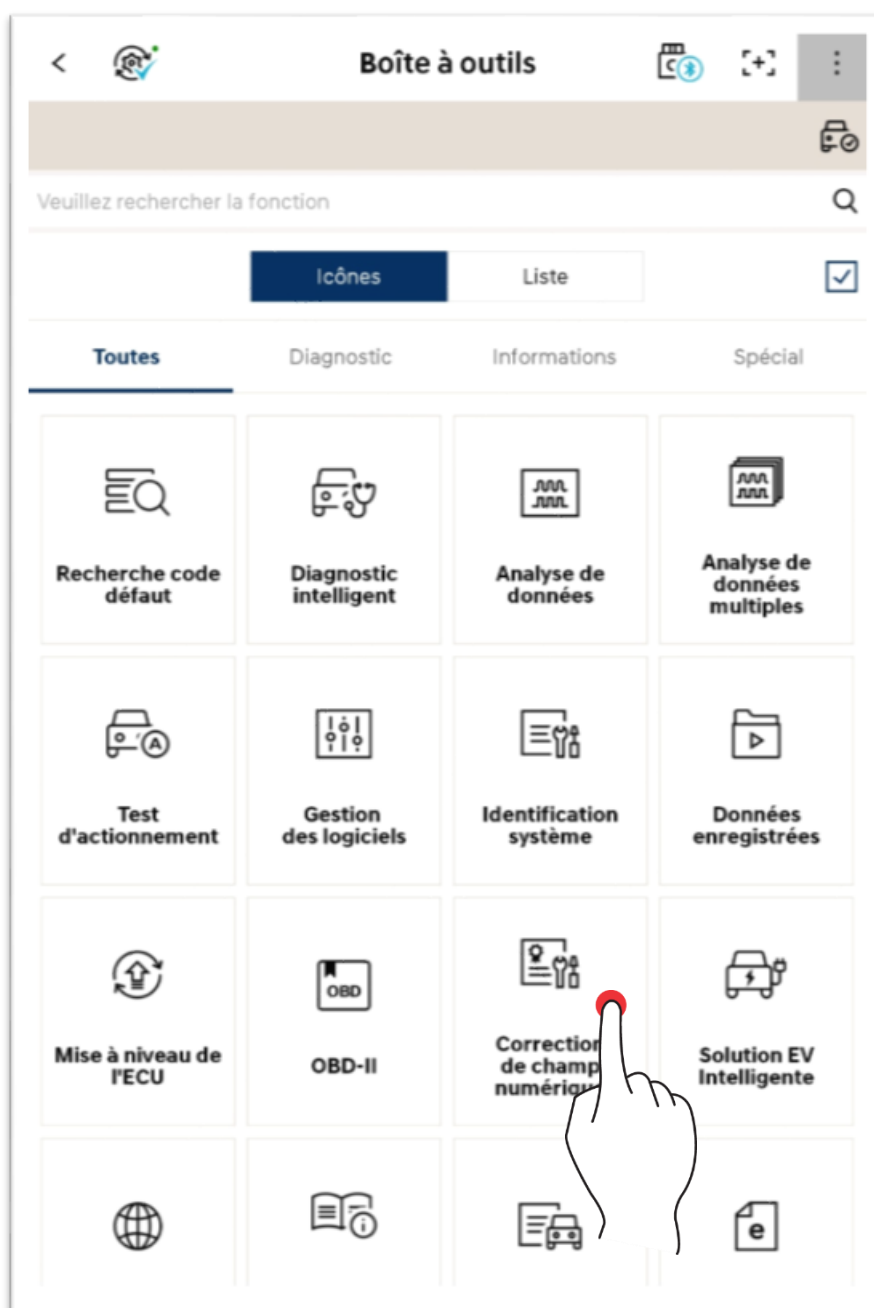 Boîte à outils
C
Veuillez rechercher la fonction
Icônes
Liste
Toutes
Diagnostic
Informations
Spécial
Recherche code
défaut
Diagnostic
intelligent
Analyse de
données
Analyse de
données
multiples
A
Test
d'actionnement
Gestion
des logiciels
Identification
système
Données
enregistrées
Mise à niveau de
l'ECU
OBD
OBD-II
Correction
de champ
Solution EV
Intelligente
e